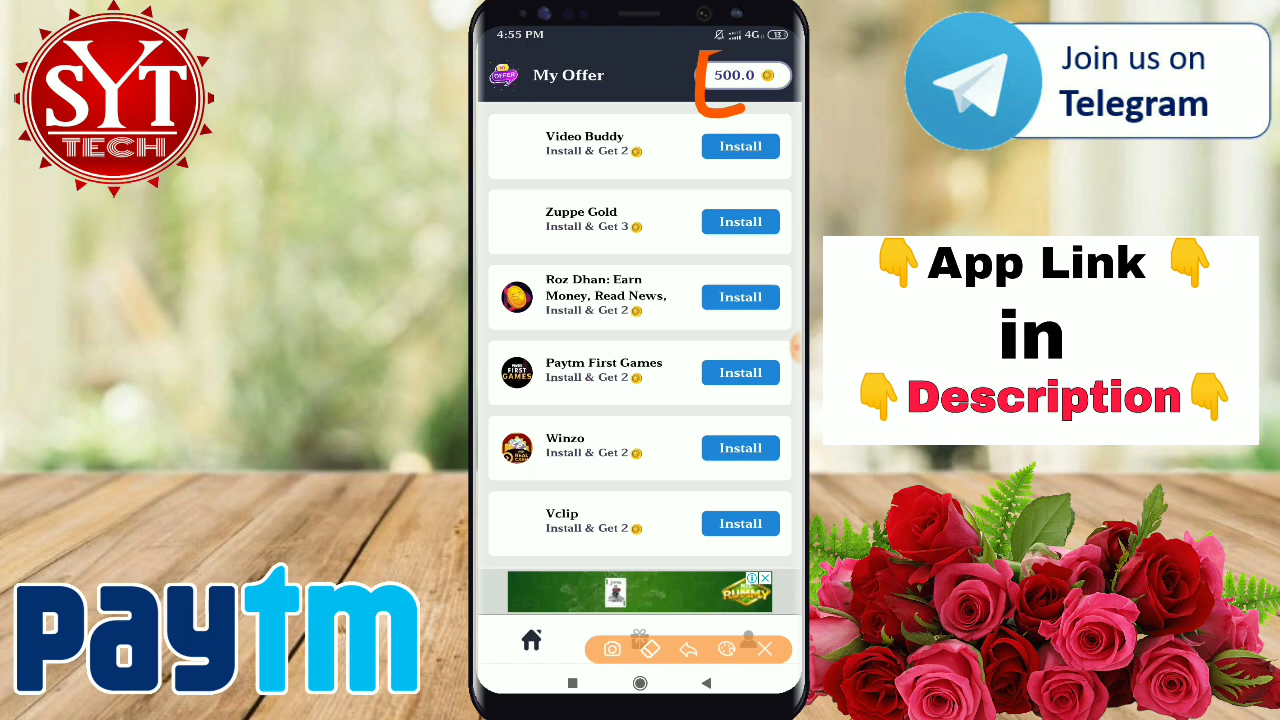 SYT
TECH
4:55 PM
4G
13
My Offer
500.0
Video Buddy
Install & Get 2
Install
Zuppe Gold
Install & Get 3
Install
Roz Dhan: Earn
Money, Read News,
Install & Get 2
Install
Paytm First Games
Install & Get 2
Install
FIRST
GAMES
Winzo
Install & Get 2
Install
Vclip
Install & Get 2
Install
RUMMY
Join us on
Telegram
👇App Link 👇
in
👇Description👇
paytm